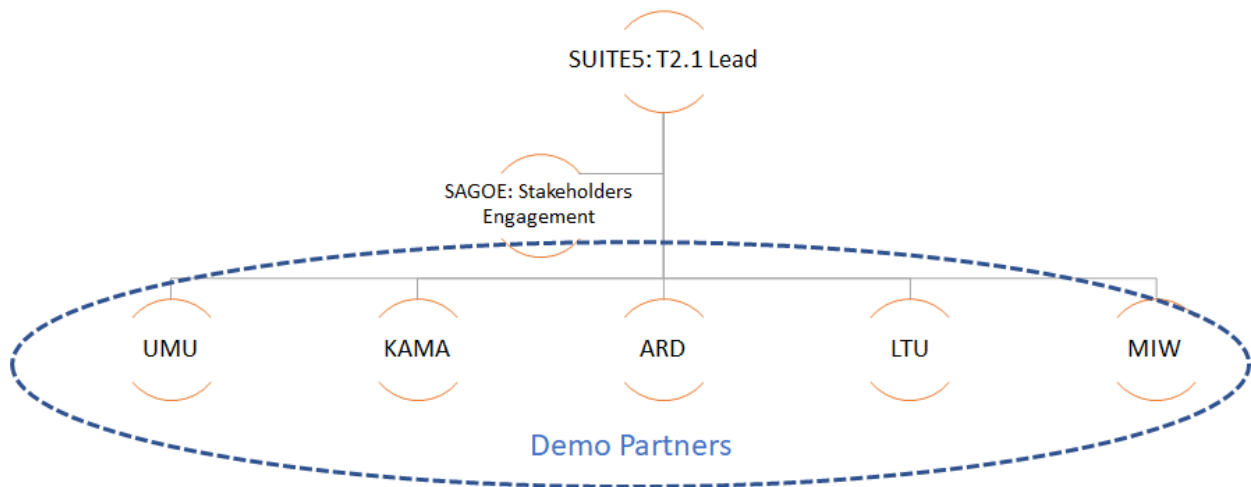 SUITE5: T2.1 Lead
SAGOE: Stakeholders
Engagement
UMU
KAMA
ARD
LTU
MIW
Demo Partners